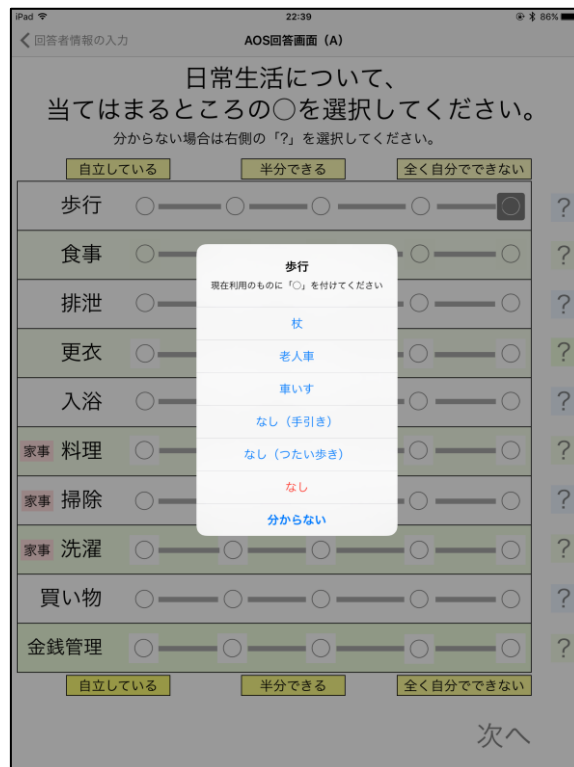 iPad 22:39 86%
回答者情報の入力 AOS回答画面（A）
日常生活について、
当てはまるところの○を選択してください。
分からない場合は右側の「?」を選択してください。
自立している 半分できる 全く自分でできない
歩行 ?
食事 ?
排泄 ?
更衣 ?
入浴 ?
家事 料理 ?
家事 掃除 ?
家事 洗濯 ?
買い物 ?
金銭管理 ?
歩行
現在利用のものに「○」を付けてください
杖
老人車
車いす
なし（手引き）
なし（つたい歩き）
なし
分からない
自立している 半分できる 全く自分でできない
次へ